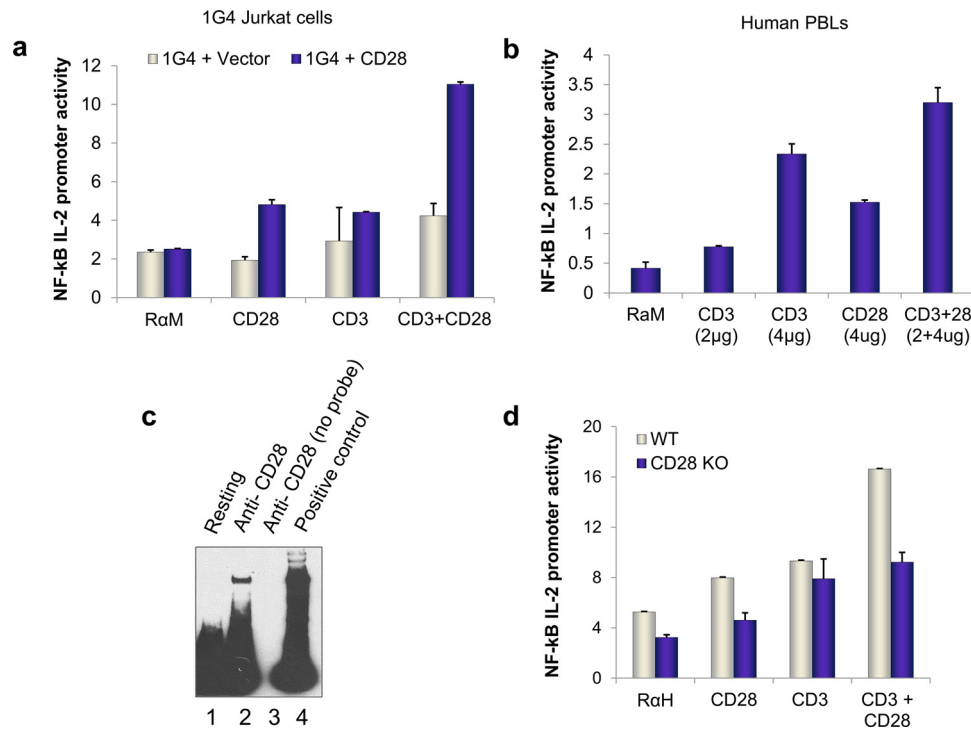 1G4 Jurkat cells
a
1G4 + Vector 1G4 + CD28
NF-kB IL-2 promoter activity
12
10
8
6
4
2
0
RαM CD28 CD3 CD3+CD28
Human PBLs
b
NF-kB IL-2 promoter activity
4
3.5
3
2.5
2
1.5
1
0.5
0
RaM CD3 CD3 CD28 CD3+28
(2µg) (4µg) (4ug) (2+4ug)
c
Resting
Anti- CD28
Anti- CD28 (no probe)
Positive control
1 2 3 4
d
WT
CD28 KO
NF-kB IL-2 promoter activity
20
16
12
8
4
0
RαH CD28 CD3 CD3 +
CD28